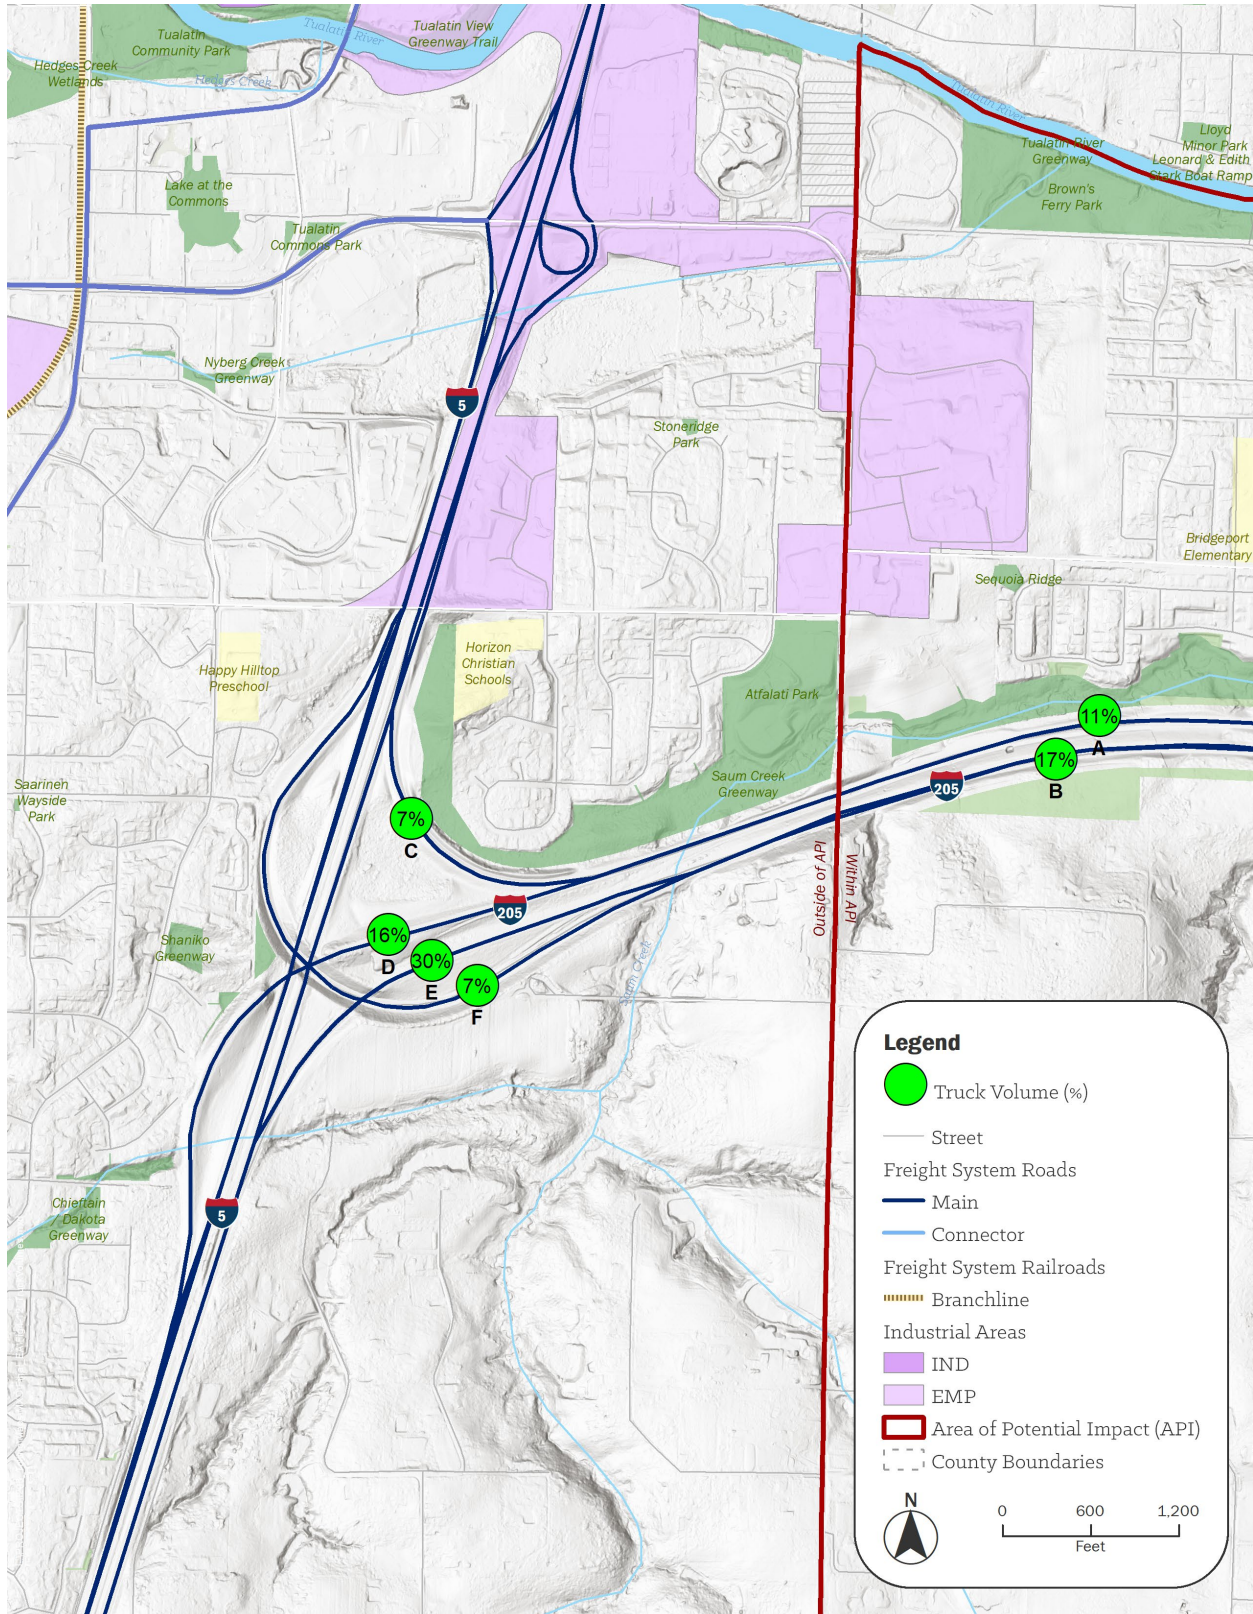 Tualatin
Community Park
Tualatin River
Tualatin View
Greenway Trail
Hedges Creek
Wetlands
Hedges Creek
Tualatin River
Lloyd
Minor Park
Tualatin River
Greenway
Leonard & Edith
Stark Boat Ramp
Brown's
Ferry Park
Lake at the
Commons
Tualatin
Commons Park
Nyberg Creek
Greenway
5
Stoneridge
Park
Bridgeport
Elementary
Sequoia Ridge
Happy Hilltop
Preschool
Horizon
Christian
Schools
Atfalati Park
11%
A
17%
B
Saarinen
Wayside
Park
Saum Creek
Greenway
205
7%
C
Outside of API
Within API
205
16%
D
30%
E
7%
F
Shaniko
Greenway
Saum Creek
Chieftain
/ Dakota
Greenway
5
Legend
Truck Volume (%)
Street
Freight System Roads
Main
Connector
Freight System Railroads
Branchline
Industrial Areas
IND
EMP
Area of Potential Impact (API)
County Boundaries
N
0 600 1,200
Feet